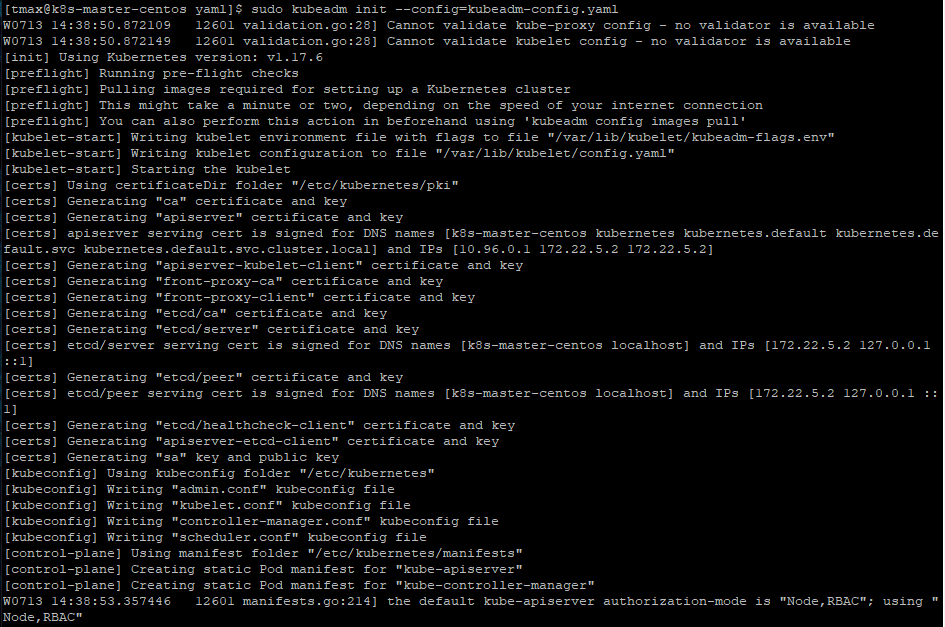 [tmax@k8s-master-centos yaml]$ sudo kubeadm init --config=kubeadm-config.yaml
W0713 14:38:50.872109   12601 validation.go:28] Cannot validate kube-proxy config - no validator is available
W0713 14:38:50.872149   12601 validation.go:28] Cannot validate kubelet config - no validator is available
[init] Using Kubernetes version: v1.17.6
[preflight] Running pre-flight checks
[preflight] Pulling images required for setting up a Kubernetes cluster
[preflight] This might take a minute or two, depending on the speed of your internet connection
[preflight] You can also perform this action in beforehand using 'kubeadm config images pull'
[kubelet-start] Writing kubelet environment file with flags to file "/var/lib/kubelet/kubeadm-flags.env"
[kubelet-start] Writing kubelet configuration to file "/var/lib/kubelet/config.yaml"
[kubelet-start] Starting the kubelet
[certs] Using certificateDir folder "/etc/kubernetes/pki"
[certs] Generating "ca" certificate and key
[certs] Generating "apiserver" certificate and key
[certs] apiserver serving cert is signed for DNS names [k8s-master-centos kubernetes kubernetes.default kubernetes.de
fault.svc kubernetes.default.svc.cluster.local] and IPs [10.96.0.1 172.22.5.2 172.22.5.2]
[certs] Generating "apiserver-kubelet-client" certificate and key
[certs] Generating "front-proxy-ca" certificate and key
[certs] Generating "front-proxy-client" certificate and key
[certs] Generating "etcd/ca" certificate and key
[certs] Generating "etcd/server" certificate and key
[certs] etcd/server serving cert is signed for DNS names [k8s-master-centos localhost] and IPs [172.22.5.2 127.0.0.1
::1]
[certs] Generating "etcd/peer" certificate and key
[certs] etcd/peer serving cert is signed for DNS names [k8s-master-centos localhost] and IPs [172.22.5.2 127.0.0.1 ::
1]
[certs] Generating "etcd/healthcheck-client" certificate and key
[certs] Generating "apiserver-etcd-client" certificate and key
[certs] Generating "sa" key and public key
[kubeconfig] Using kubeconfig folder "/etc/kubernetes"
[kubeconfig] Writing "admin.conf" kubeconfig file
[kubeconfig] Writing "kubelet.conf" kubeconfig file
[kubeconfig] Writing "controller-manager.conf" kubeconfig file
[kubeconfig] Writing "scheduler.conf" kubeconfig file
[control-plane] Using manifest folder "/etc/kubernetes/manifests"
[control-plane] Creating static Pod manifest for "kube-apiserver"
[control-plane] Creating static Pod manifest for "kube-controller-manager"
W0713 14:38:53.357446   12601 manifests.go:214] the default kube-apiserver authorization-mode is "Node,RBAC"; using "
Node,RBAC"